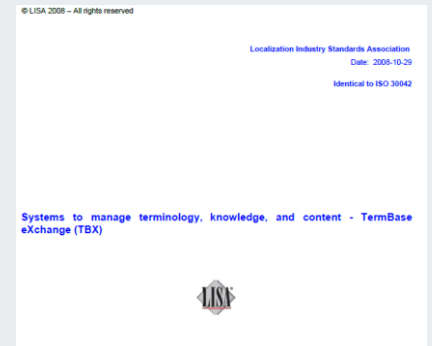 © LISA 2008 – All rights reserved
Localization Industry Standards Association
Date: 2008-10-29
Identical to ISO 30042
Systems to manage terminology, knowledge, and content - TermBase
eXchange (TBX)
LISA